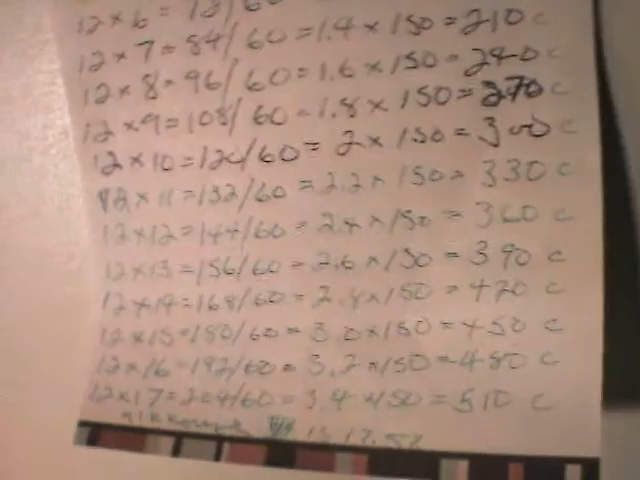 12 × 6 =
12 × 7 = 84 / 60 = 1.4 × 150 = 210 c
12 × 8 = 96 / 60 = 1.6 × 150 = 240 c
12 × 9 = 108 / 60 = 1.8 × 150 = 270 c
12 × 10 = 120 / 60 = 2 × 150 = 300 c
12 × 11 = 132 / 60 = 2.2 × 150 = 330 c
12 × 12 = 144 / 60 = 2.4 × 150 = 360 c
12 × 13 = 156 / 60 = 2.6 × 150 = 390 c
12 × 14 = 168 / 60 = 2.8 × 150 = 420 c
12 × 15 = 180 / 60 = 3.0 × 150 = 450 c
12 × 16 = 192 / 60 = 3.2 × 150 = 480 c
12 × 17 = 204 / 60 = 3.4 × 150 = 510 c